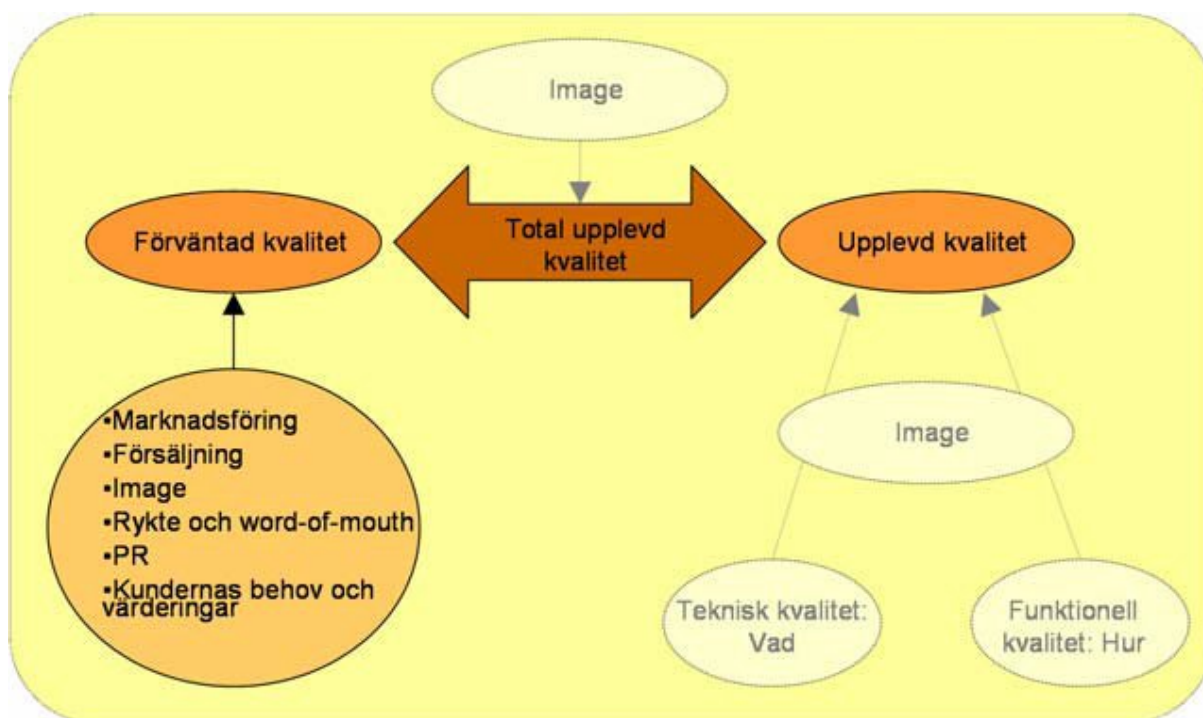 Image
Förväntad kvalitet
Total upplevd
kvalitet
Upplevd kvalitet
•Marknadsföring
•Försäljning
•Image
•Rykte och word-of-mouth
•PR
•Kundernas behov och
värderingar
Image
Teknisk kvalitet:
Vad
Funktionell
kvalitet: Hur